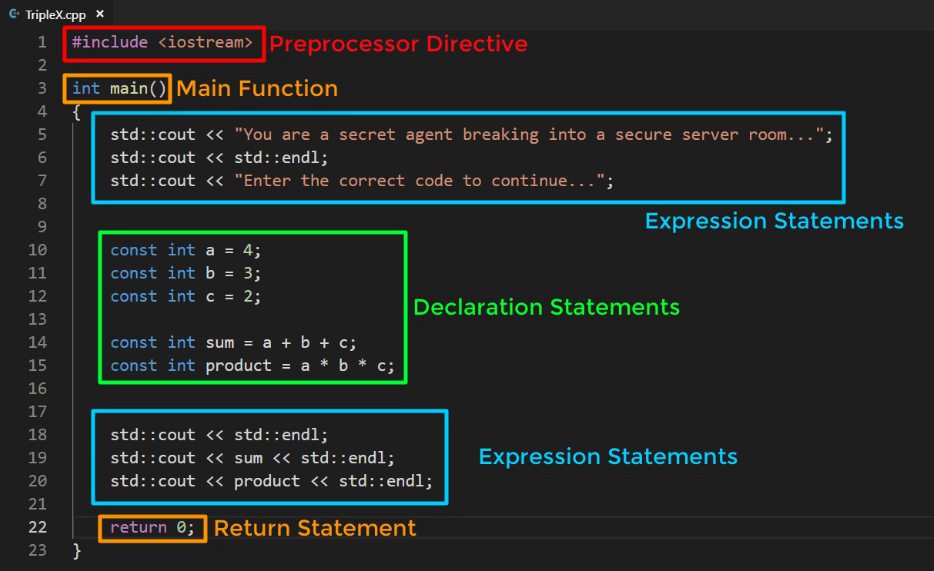 TripleX.cpp ×
1 #include <iostream> Preprocessor Directive
2
3 int main() Main Function
4 {
5 std::cout << "You are a secret agent breaking into a secure server room...";
6 std::cout << std::endl;
7 std::cout << "Enter the correct code to continue...";
8
Expression Statements
9
10 const int a = 4;
11 const int b = 3;
12 const int c = 2;
Declaration Statements
13
14 const int sum = a + b + c;
15 const int product = a * b * c;
16
17
18 std::cout << std::endl;
19 std::cout << sum << std::endl; Expression Statements
20 std::cout << product << std::endl;
21
22 return 0; Return Statement
23 }